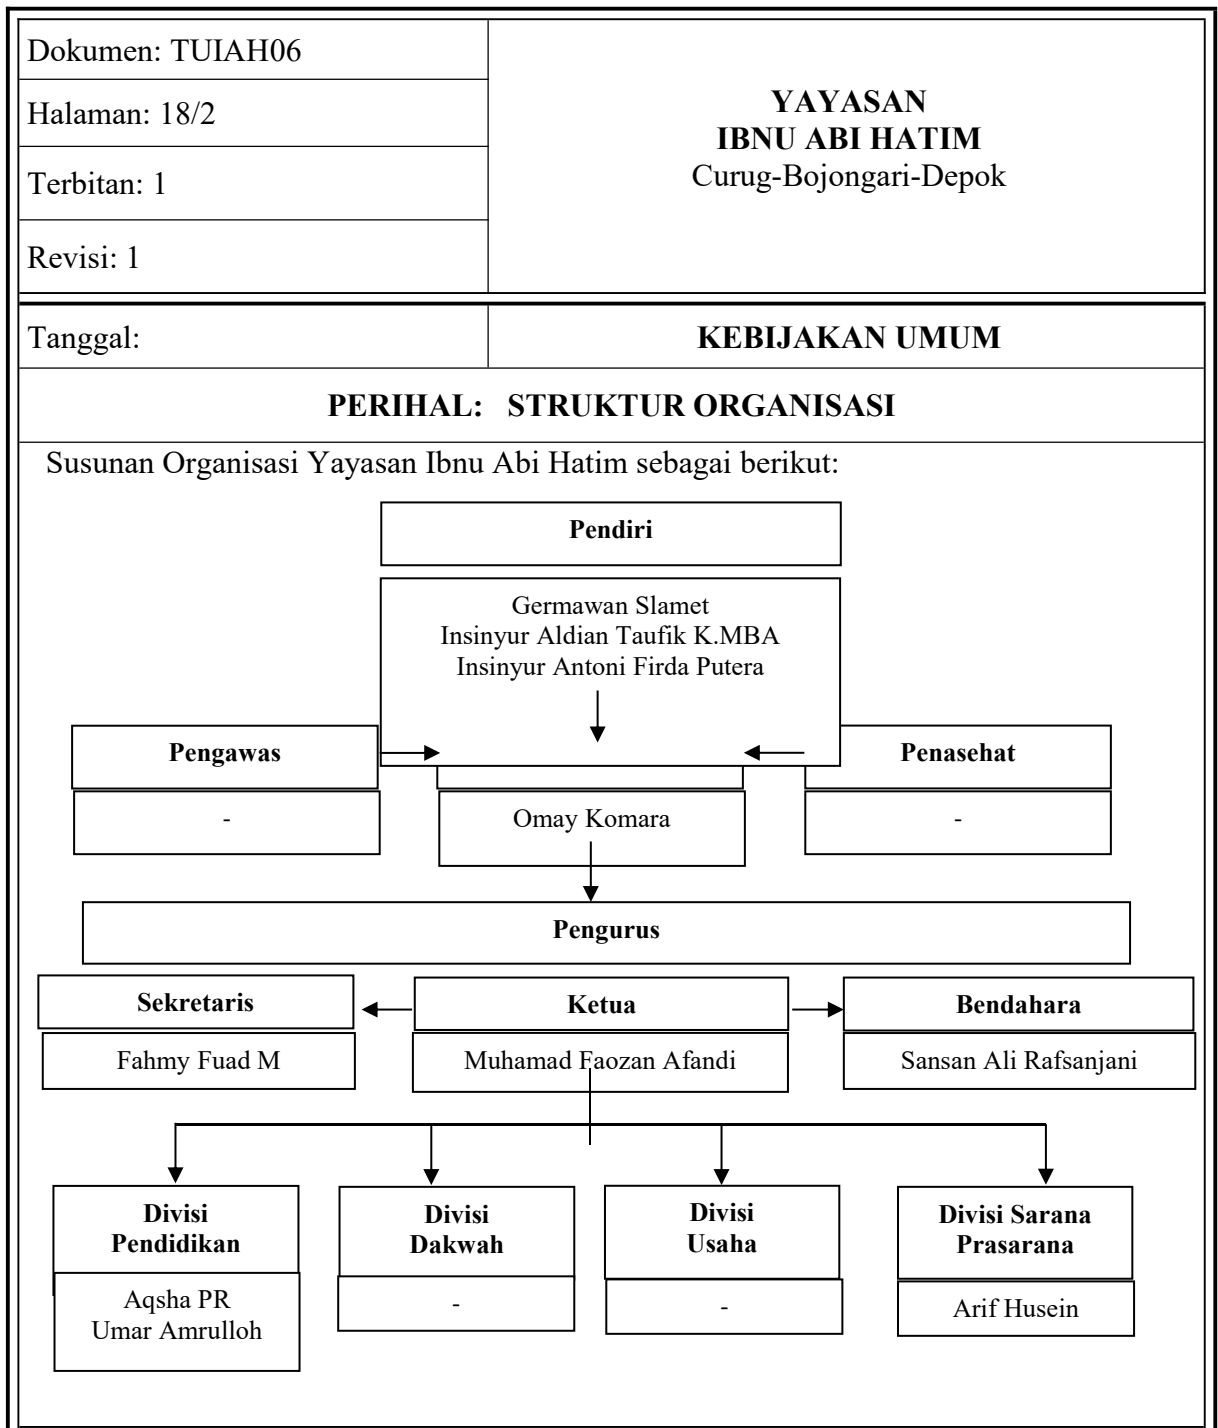 Dokumen: TUIAH06
Halaman: 18/2
Terbitan: 1
Revisi: 1
YAYASAN
IBNU ABI HATIM
Curug-Bojongari-Depok
Tanggal:
KEBIJAKAN UMUM
PERIHAL: STRUKTUR ORGANISASI
Susunan Organisasi Yayasan Ibnu Abi Hatim sebagai berikut:
Pendiri
Germawan Slamet
Insinyur Aldian Taufik K.MBA
Insinyur Antoni Firda Putera
Pengawas
Penasehat
-
Omay Komara
-
Pengurus
Sekretaris
Ketua
Bendahara
Fahmy Fuad M
Muhamad Faozan Afandi
Sansan Ali Rafsanjani
Divisi
Pendidikan
Divisi
Dakwah
Divisi
Usaha
Divisi Sarana
Prasarana
Aqsha PR
Umar Amrulloh
-
-
Arif Husein